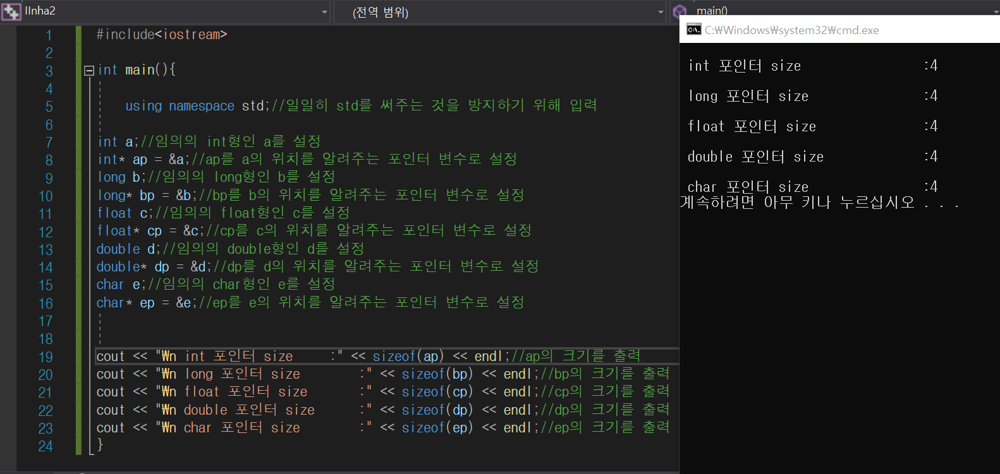 IInha2
(전역 범위)
main()
1 #include<iostream>
2
3 int main(){
4
5 using namespace std;//일일히 std를 써주는 것을 방지하기 위해 입력
6
7 int a;//임의의 int형인 a를 설정
8 int* ap = &a;//ap를 a의 위치를 알려주는 포인터 변수로 설정
9 long b;//임의의 long형인 b를 설정
10 long* bp = &b;//bp를 b의 위치를 알려주는 포인터 변수로 설정
11 float c;//임의의 float형인 c를 설정
12 float* cp = &c;//cp를 c의 위치를 알려주는 포인터 변수로 설정
13 double d;//임의의 double형인 d를 설정
14 double* dp = &d;//dp를 d의 위치를 알려주는 포인터 변수로 설정
15 char e;//임의의 char형인 e를 설정
16 char* ep = &e;//ep를 e의 위치를 알려주는 포인터 변수로 설정
17
18
19 cout << "₩n int 포인터 size :" << sizeof(ap) << endl;//ap의 크기를 출력
20 cout << "₩n long 포인터 size :" << sizeof(bp) << endl;//bp의 크기를 출력
21 cout << "₩n float 포인터 size :" << sizeof(cp) << endl;//cp의 크기를 출력
22 cout << "₩n double 포인터 size :" << sizeof(dp) << endl;//dp의 크기를 출력
23 cout << "₩n char 포인터 size :" << sizeof(ep) << endl;//ep의 크기를 출력
24 }
C:₩Windows₩system32₩cmd.exe
int 포인터 size :4
long 포인터 size :4
float 포인터 size :4
double 포인터 size :4
char 포인터 size :4
계속하려면 아무 키나 누르십시오 . . .